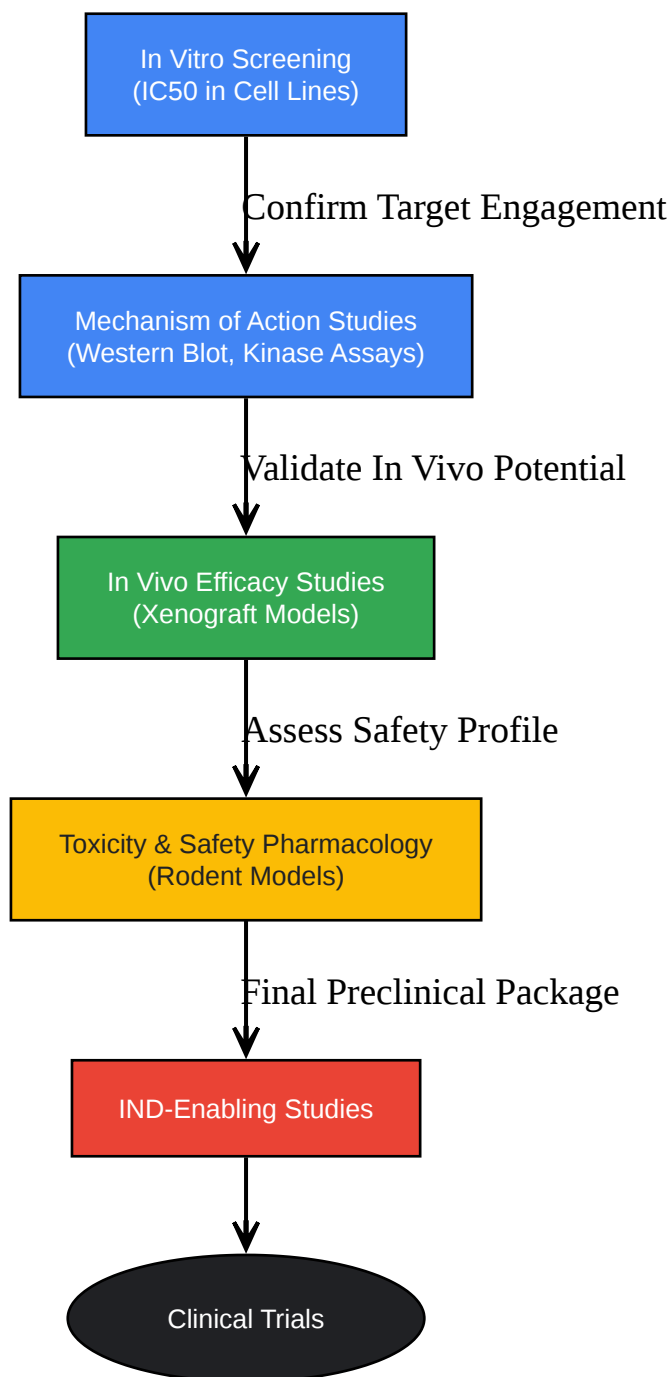 In Vitro Screening
(IC50 in Cell Lines)
Confirm Target Engagement
Mechanism of Action Studies
(Western Blot, Kinase Assays)
Validate In Vivo Potential
In Vivo Efficacy Studies
(Xenograft Models)
Assess Safety Profile
Toxicity & Safety Pharmacology
(Rodent Models)
Final Preclinical Package
IND-Enabling Studies
Clinical Trials